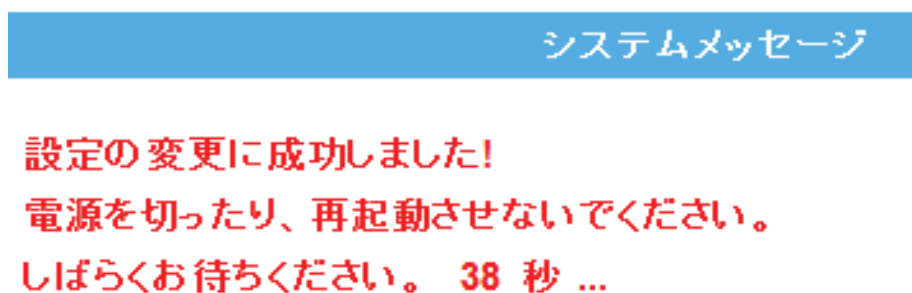 システムメッセージ
設定の変更に成功しました!
電源を切ったり、再起動させないでください。
しばらくお待ちください。 38 秒 ...